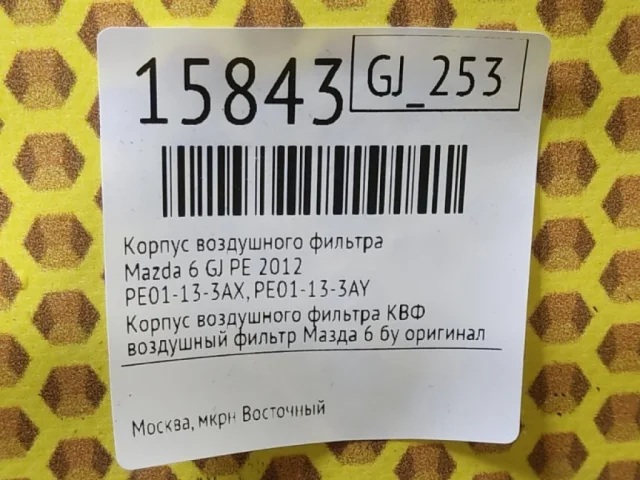 15843 GJ_253
Корпус воздушного фильтра
Mazda 6 GJ PE 2012
PE01-13-3AX, PE01-13-3AY
Корпус воздушного фильтра КВФ
воздушный фильтр Мазда 6 бу оригинал
Москва, мкрн Восточный